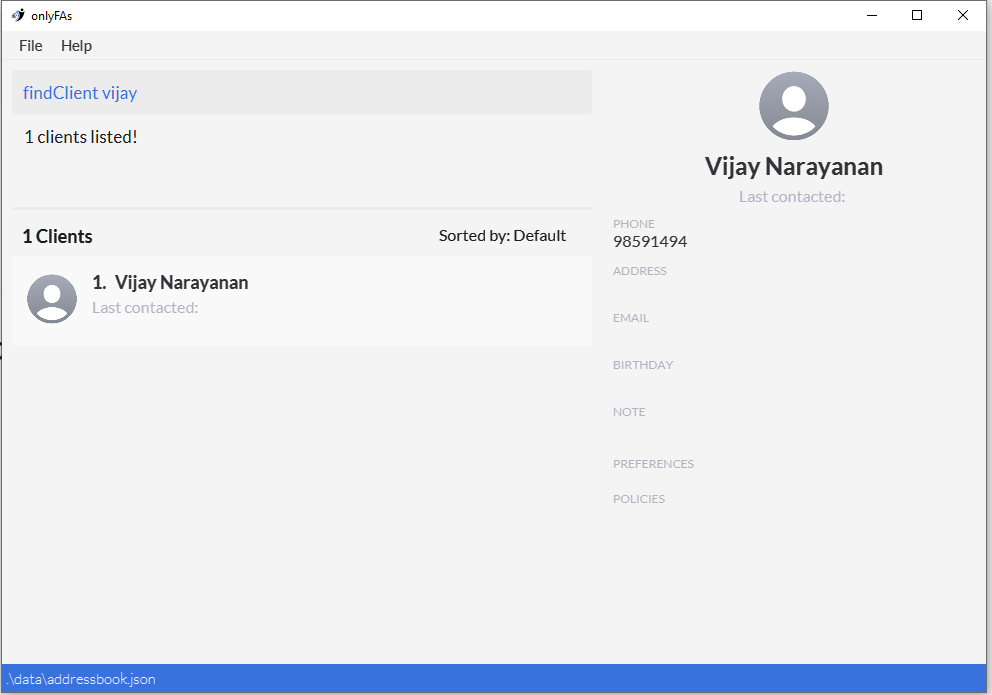 onlyFAs
File Help
findClient vijay
1 clients listed!
1 Clients
Sorted by: Default
1. Vijay Narayanan
Last contacted:
Vijay Narayanan
Last contacted:
PHONE
98591494
ADDRESS
EMAIL
BIRTHDAY
NOTE
PREFERENCES
POLICIES
.\data\addressbook.json